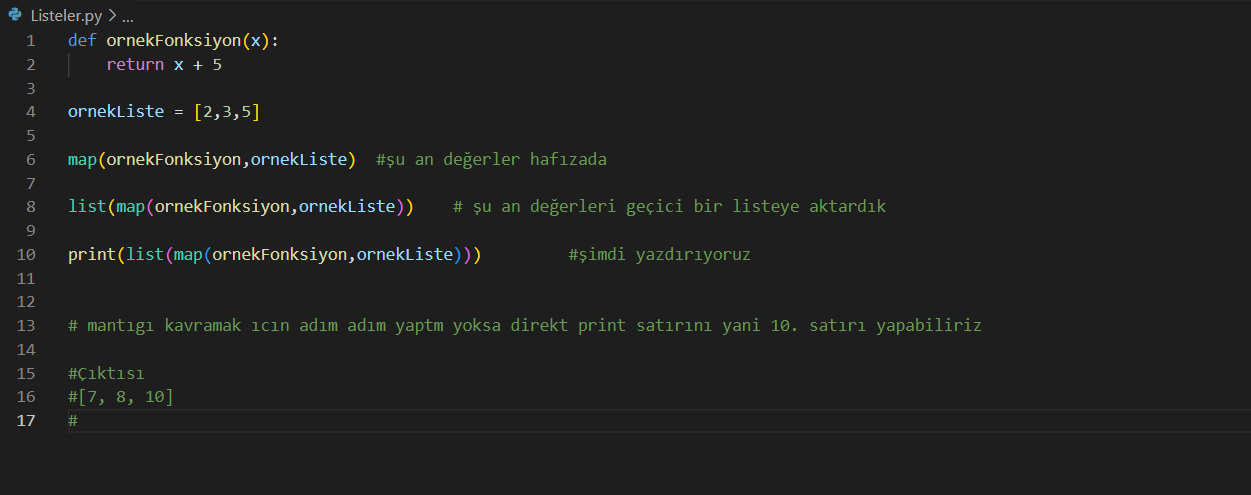 Listeler.py > ...
1 def ornekFonksiyon(x):
2 return x + 5
3
4 ornekListe = [2,3,5]
5
6 map(ornekFonksiyon,ornekListe) #şu an değerler hafızada
7
8 list(map(ornekFonksiyon,ornekListe)) # şu an değerleri geçici bir listeye aktardık
9
10 print(list(map(ornekFonksiyon,ornekListe))) #şimdi yazdırıyoruz
11
12
13 # mantıgı kavramak ıcın adım adım yaptm yoksa direkt print satırını yani 10. satırı yapabiliriz
14
15 #Çıktısı
16 #[7, 8, 10]
17 #